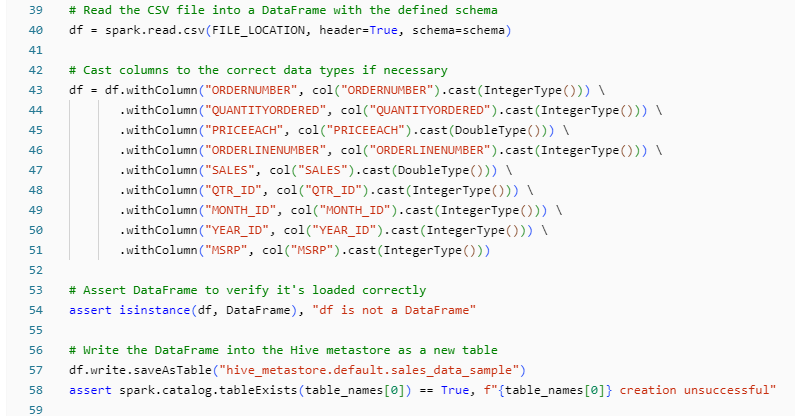 39 # Read the CSV file into a DataFrame with the defined schema
40 df = spark.read.csv(FILE_LOCATION, header=True, schema=schema)
41
42 # Cast columns to the correct data types if necessary
43 df = df.withColumn("ORDERNUMBER", col("ORDERNUMBER").cast(IntegerType())) \
44 .withColumn("QUANTITYORDERED", col("QUANTITYORDERED").cast(IntegerType())) \
45 .withColumn("PRICEEACH", col("PRICEEACH").cast(DoubleType())) \
46 .withColumn("ORDERLINENUMBER", col("ORDERLINENUMBER").cast(IntegerType())) \
47 .withColumn("SALES", col("SALES").cast(DoubleType())) \
48 .withColumn("QTR_ID", col("QTR_ID").cast(IntegerType())) \
49 .withColumn("MONTH_ID", col("MONTH_ID").cast(IntegerType())) \
50 .withColumn("YEAR_ID", col("YEAR_ID").cast(IntegerType())) \
51 .withColumn("MSRP", col("MSRP").cast(IntegerType()))
52
53 # Assert DataFrame to verify it's loaded correctly
54 assert isinstance(df, DataFrame), "df is not a DataFrame"
55
56 # Write the DataFrame into the Hive metastore as a new table
57 df.write.saveAsTable("hive_metastore.default.sales_data_sample")
58 assert spark.catalog.tableExists(table_names[0]) == True, f"{table_names[0]} creation unsuccessful"
59